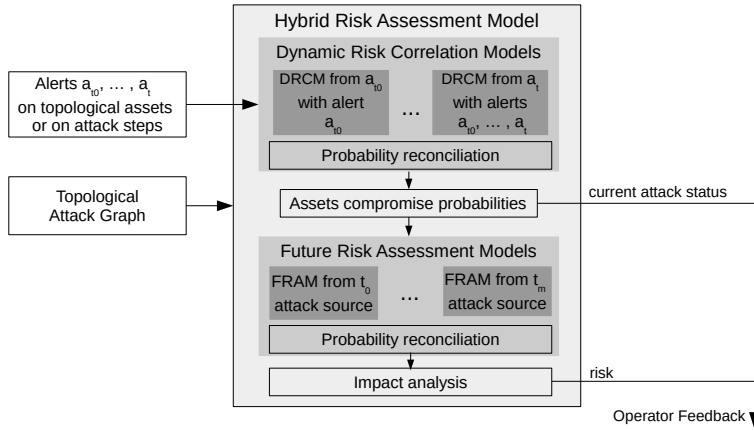 Hybrid Risk Assessment Model
Dynamic Risk Correlation Models
Alerts a_t0, … , a_t
on topological assets
or on attack steps
DRCM from a_t0
with alert
a_t0
...
DRCM from a_t
with alerts
a_t0, … , a_t
Probability reconciliation
Topological
Attack Graph
Assets compromise probabilities
current attack status
Future Risk Assessment Models
FRAM from t_0
attack source
...
FRAM from t_m
attack source
Probability reconciliation
Impact analysis
risk
Operator Feedback